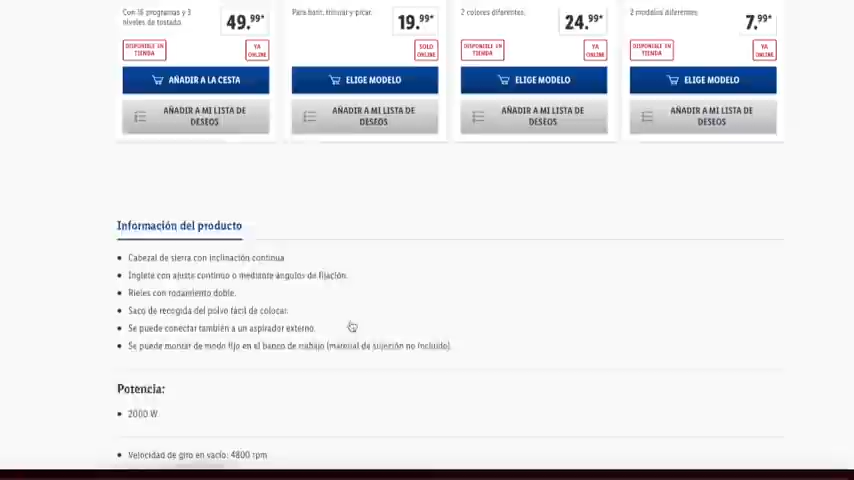 Con 16 programas y 3
niveles de tostado.
49.99*
Para batir, triturar y picar.
19.99*
2 colores diferentes.
24.99*
2 modelos diferentes.
7.99*
DISPONIBLE EN
TIENDA
YA
ONLINE
SOLO
ONLINE
DISPONIBLE EN
TIENDA
YA
ONLINE
DISPONIBLE EN
TIENDA
YA
ONLINE
AÑADIR A LA CESTA
ELIGE MODELO
ELIGE MODELO
ELIGE MODELO
AÑADIR A MI LISTA DE
DESEOS
AÑADIR A MI LISTA DE
DESEOS
AÑADIR A MI LISTA DE
DESEOS
AÑADIR A MI LISTA DE
DESEOS
Información del producto
Cabezal de sierra con inclinación continua
Inglete con ajuste continuo o mediante ángulos de fijación.
Rieles con rodamiento doble.
Saco de recogida del polvo fácil de colocar.
Se puede conectar también a un aspirador externo.
Se puede montar de modo fijo en el banco de trabajo (manual de sujeción no incluido).
Potencia:
2000 W
Velocidad de giro en vacío: 4800 rpm